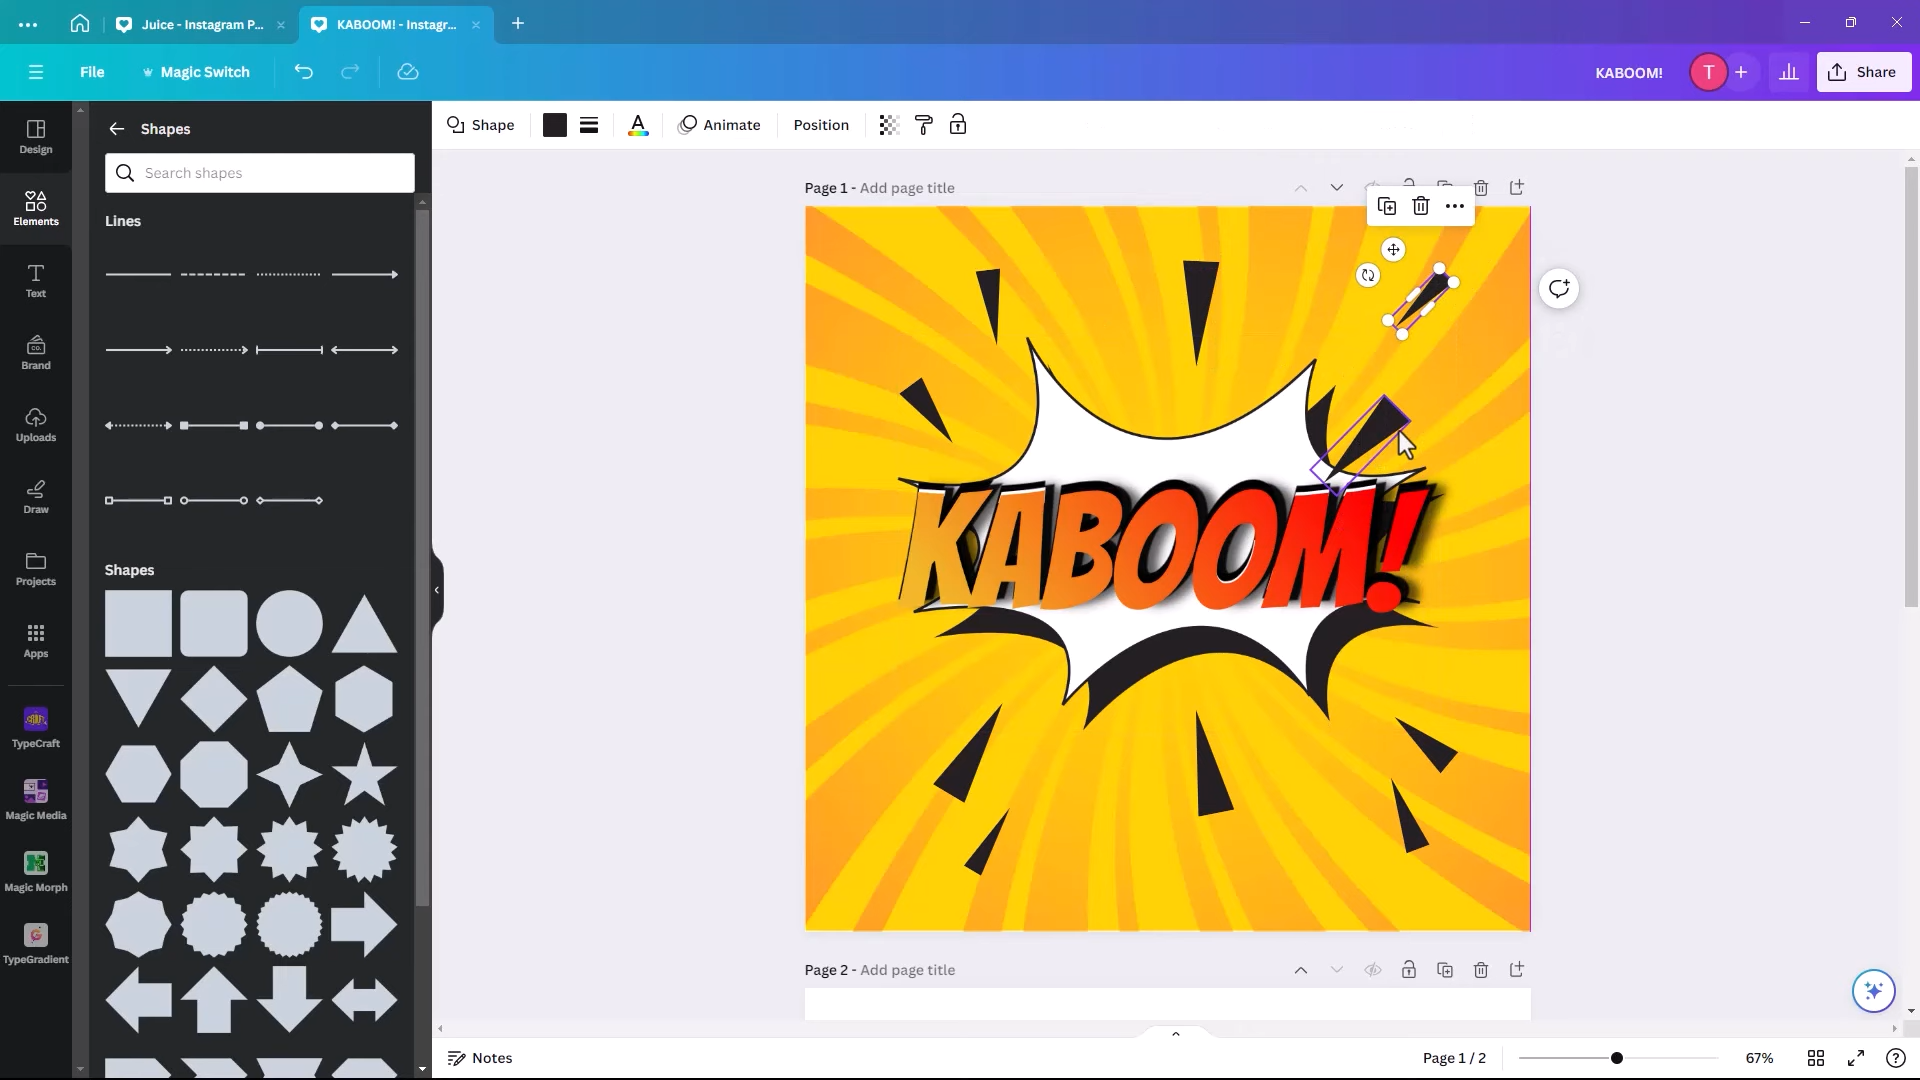 Juice - Instagram P...
KABOOM! - Instagr...
File
Magic Switch
KABOOM!
T
Share
Design
Elements
Text
Brand
Uploads
Draw
Projects
Apps
TypeCraft
Magic Media
Magic Morph
TypeGradient
Shapes
Search shapes
Lines
Shapes
Shape
A
Animate
Position
Page 1 - Add page title
KABOOM!
Page 2 - Add page title
Notes
Page 1 / 2
67%